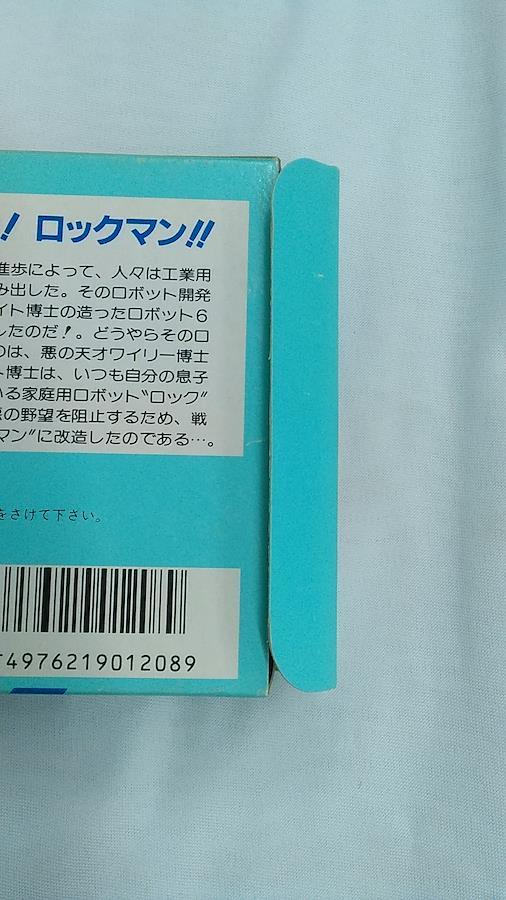 ! ロックマン!!
進歩によって、人々は工業用
み出した。そのロボット開発
イト博士の造ったロボット6
したのだ!。どうやらそのロ
のは、悪の天才ワイリー博士
ト博士は、いつも自分の息子
いる家庭用ロボット"ロック"
悪の野望を阻止するため、戦
マン"に改造したのである…。
をさけて下さい。
T4976219012089